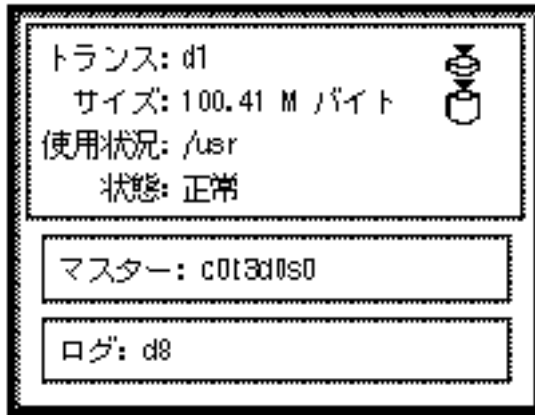 トランス: d1
サイズ: 100.41 M バイト
使用状況: /usr
状態: 正常
マスター: c0t3d0s0
ログ: d8